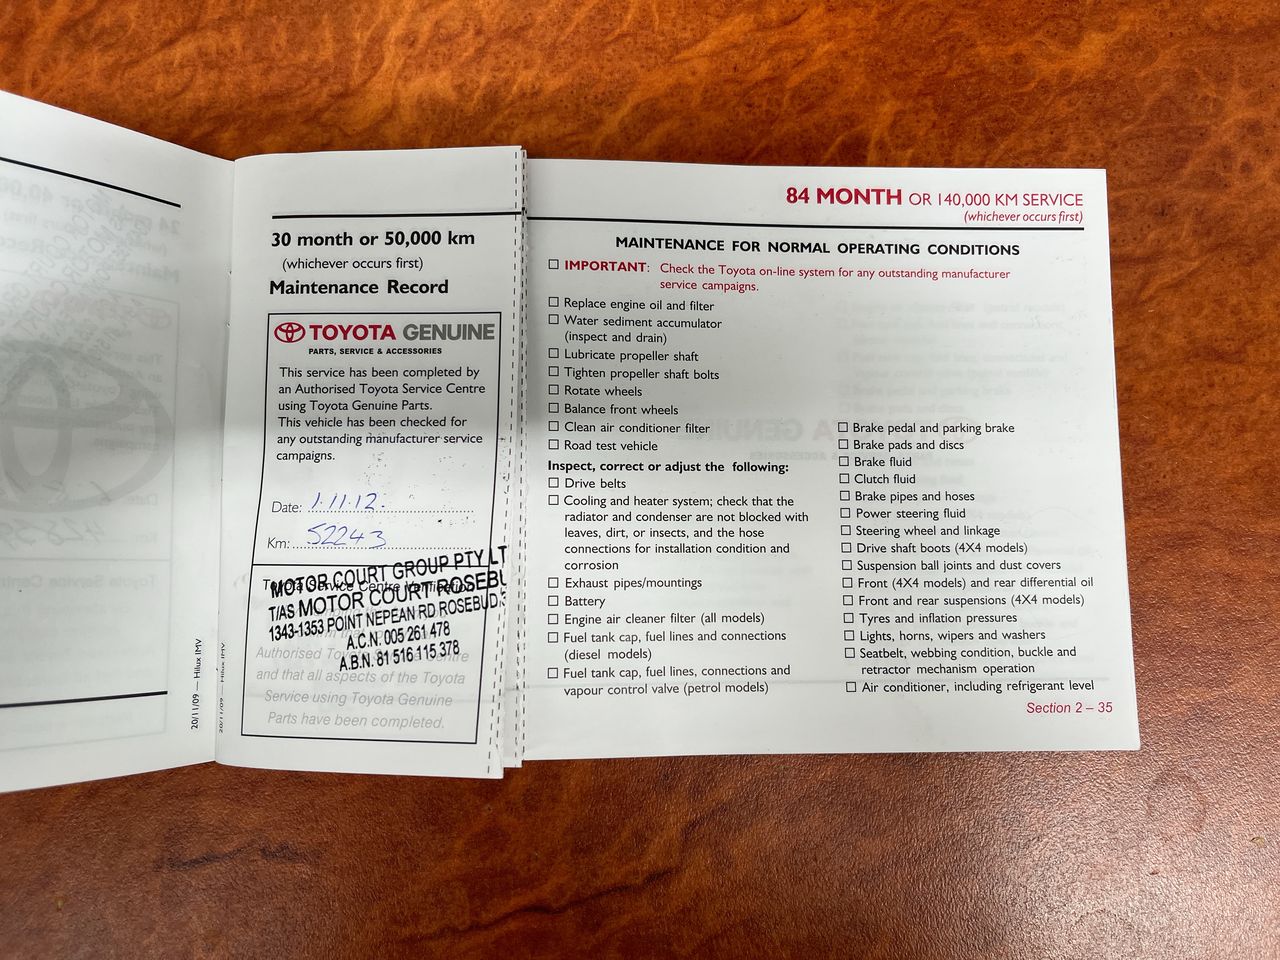 30 month or 50,000 km
(whichever occurs first)
Maintenance Record
TOYOTA GENUINE
PARTS, SERVICE & ACCESSORIES
This service has been completed by
an Authorised Toyota Service Centre
using Toyota Genuine Parts.
This vehicle has been checked for
any outstanding manufacturer service
campaigns.
Date: 1.11.12.
Km: 52243
MOTOR COURT GROUP PTY LT
T/AS MOTOR COURT ROSEBU
1343-1353 POINT NEPEAN RD ROSEBUD
A.C.N. 005 261 478
A.B.N. 81 516 115 378
Authorised Toyota Service Centre
and that all aspects of the Toyota
Service using Toyota Genuine
Parts have been completed.
20/11/09 — Hilux IMV
20/11/09 — Hilux IMV
84 MONTH OR 140,000 KM SERVICE
(whichever occurs first)
MAINTENANCE FOR NORMAL OPERATING CONDITIONS
IMPORTANT: Check the Toyota on-line system for any outstanding manufacturer
service campaigns.
Replace engine oil and filter
Water sediment accumulator
(inspect and drain)
Lubricate propeller shaft
Tighten propeller shaft bolts
Rotate wheels
Balance front wheels
Clean air conditioner filter
Road test vehicle
Inspect, correct or adjust the following:
Drive belts
Cooling and heater system; check that the
radiator and condenser are not blocked with
leaves, dirt, or insects, and the hose
connections for installation condition and
corrosion
Exhaust pipes/mountings
Battery
Engine air cleaner filter (all models)
Fuel tank cap, fuel lines and connections
(diesel models)
Fuel tank cap, fuel lines, connections and
vapour control valve (petrol models)
Brake pedal and parking brake
Brake pads and discs
Brake fluid
Clutch fluid
Brake pipes and hoses
Power steering fluid
Steering wheel and linkage
Drive shaft boots (4X4 models)
Suspension ball joints and dust covers
Front (4X4 models) and rear differential oil
Front and rear suspensions (4X4 models)
Tyres and inflation pressures
Lights, horns, wipers and washers
Seatbelt, webbing condition, buckle and
retractor mechanism operation
Air conditioner, including refrigerant level
Section 2 – 35